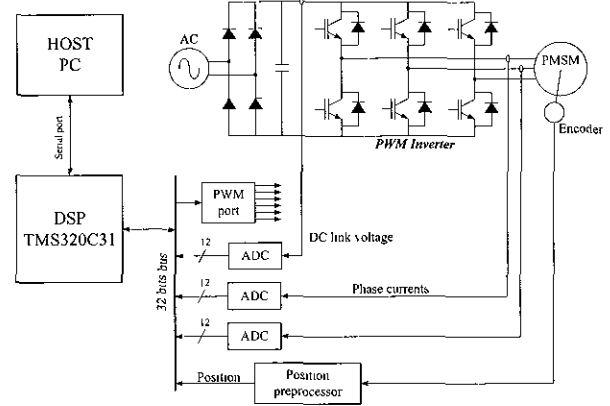 HOST
PC
AC
PMSM
Encoder
PWM Inverter
Serial port
DSP
TMS320C31
PWM
port
DC link voltage
32 bits bus
12
ADC
12
ADC
Phase currents
12
ADC
Position
Position
preprocessor